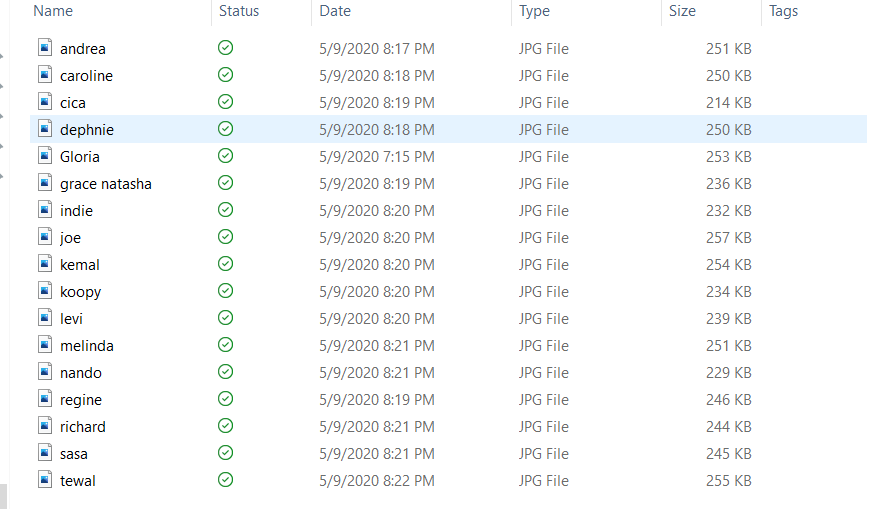 Name Status Date Type Size Tags
andrea 5/9/2020 8:17 PM JPG File 251 KB
caroline 5/9/2020 8:18 PM JPG File 250 KB
cica 5/9/2020 8:19 PM JPG File 214 KB
dephnie 5/9/2020 8:18 PM JPG File 250 KB
Gloria 5/9/2020 7:15 PM JPG File 253 KB
grace natasha 5/9/2020 8:19 PM JPG File 236 KB
indie 5/9/2020 8:20 PM JPG File 232 KB
joe 5/9/2020 8:20 PM JPG File 257 KB
kemal 5/9/2020 8:20 PM JPG File 254 KB
koopy 5/9/2020 8:20 PM JPG File 234 KB
levi 5/9/2020 8:20 PM JPG File 239 KB
melinda 5/9/2020 8:21 PM JPG File 251 KB
nando 5/9/2020 8:21 PM JPG File 229 KB
regine 5/9/2020 8:19 PM JPG File 246 KB
richard 5/9/2020 8:21 PM JPG File 244 KB
sasa 5/9/2020 8:21 PM JPG File 245 KB
tewal 5/9/2020 8:22 PM JPG File 255 KB